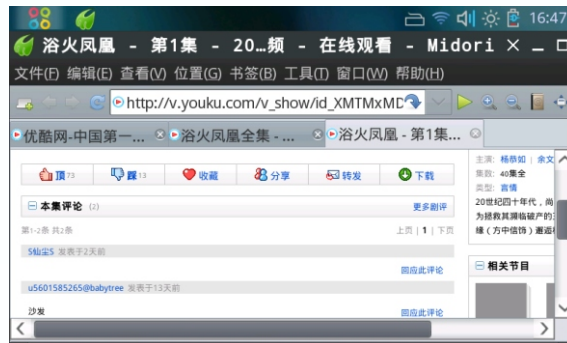 16:47
浴火凤凰 - 第1集 - 20…频 - 在线观看 - Midori
文件(F) 编辑(E) 查看(V) 位置(G) 书签(B) 工具(T) 窗口(W) 帮助(H)
http://v.youku.com/v_show/id_XMTMxMD
优酷网-中国第一… 浴火凤凰全集 - … 浴火凤凰 - 第1集…
顶 73 踩 13 收藏 分享 转发 下载
主演: 杨恭如 | 余文
集数: 40集全
类型: 言情
20世纪四十年代，尚
为拯救其濒临破产的
缘（方中信饰）邂逅
本集评论 (2) 更多剧评
第1-2条 共2条 上页 | 1 | 下页
S仙尘S 发表于2天前
回应此评论
相关节目
u5601585265@babytree 发表于13天前
沙发
回应此评论